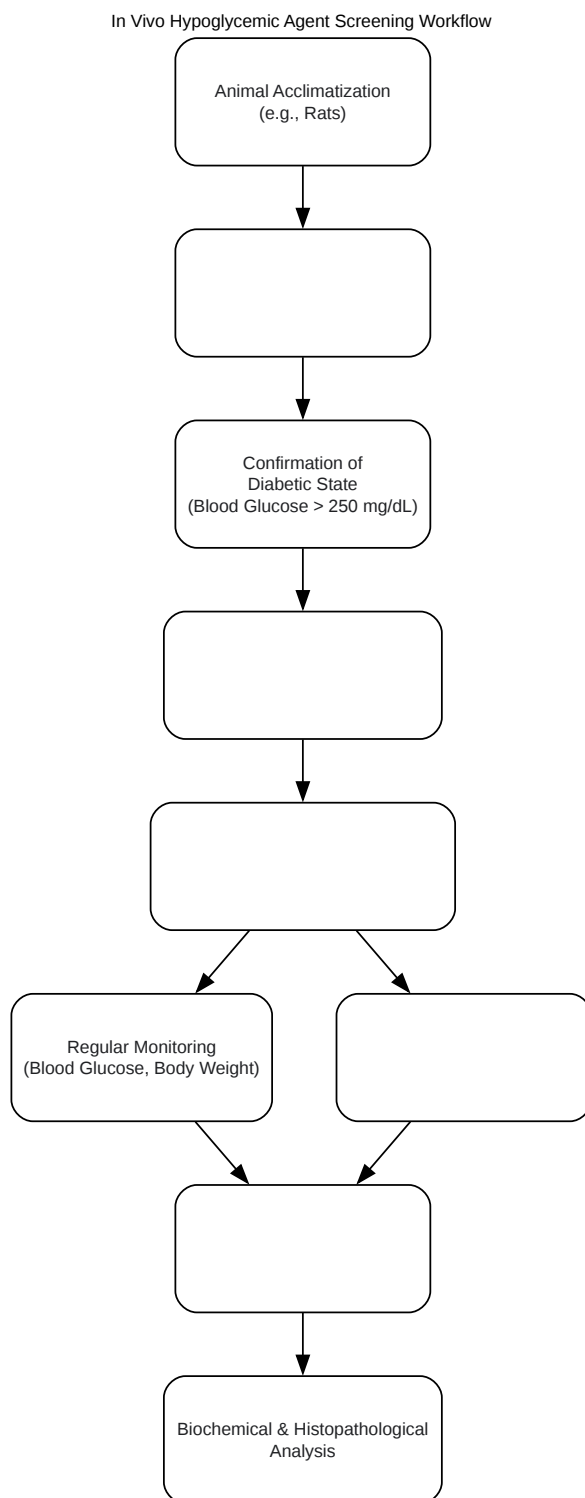 In Vivo Hypoglycemic Agent Screening Workflow
Animal Acclimatization
(e.g., Rats)
Confirmation of
Diabetic State
(Blood Glucose > 250 mg/dL)
Regular Monitoring
(Blood Glucose, Body Weight)
Biochemical & Histopathological
Analysis